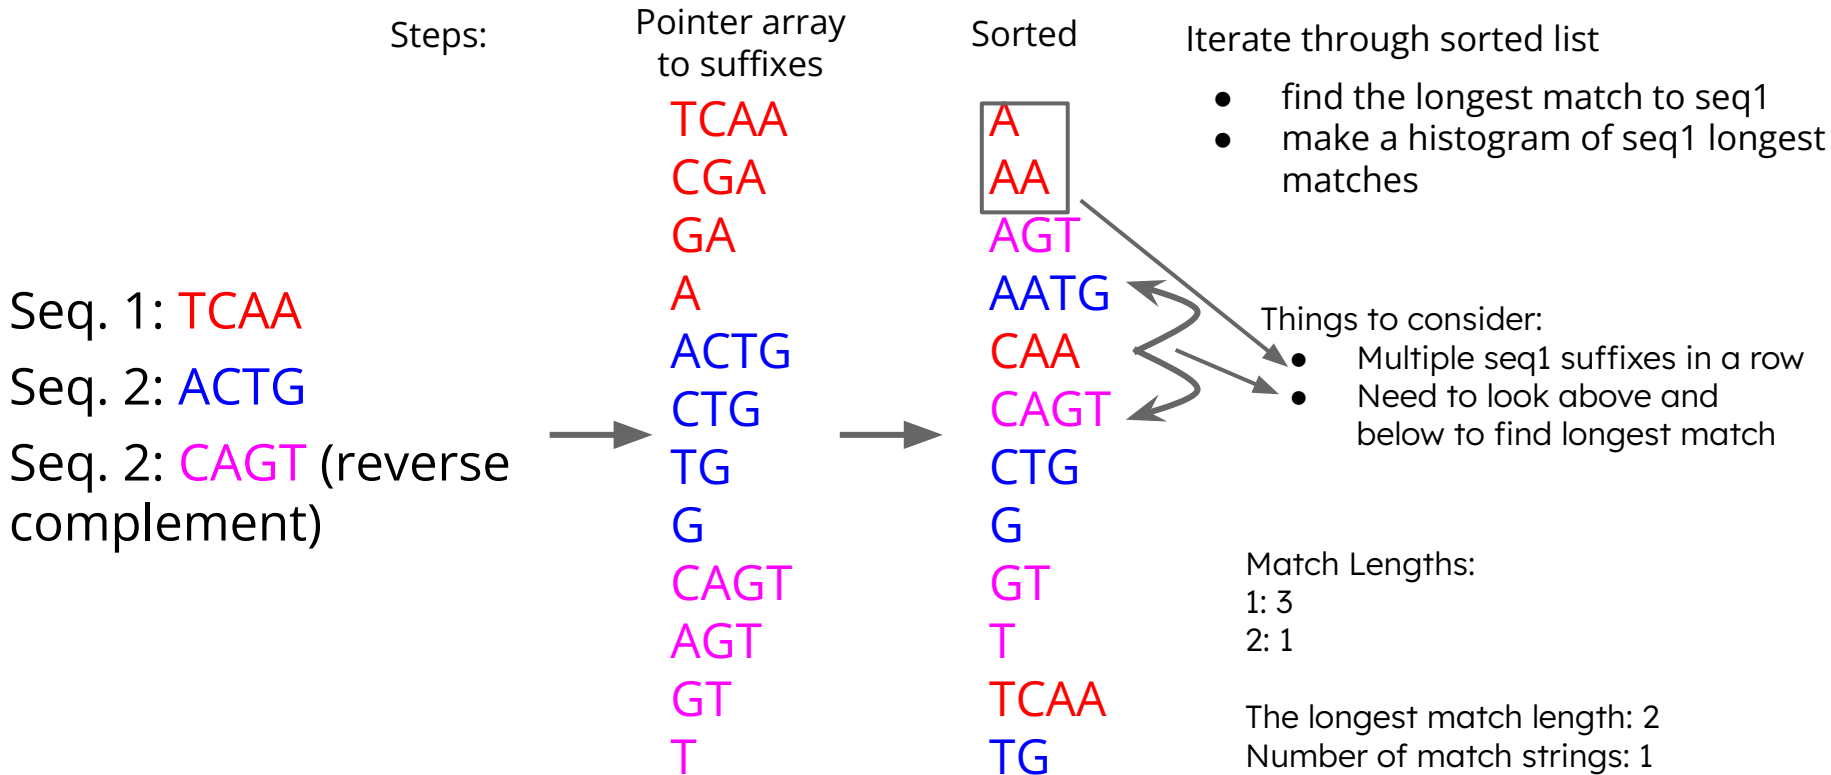 Steps:
Pointer array
to suffixes
Sorted
Iterate through sorted list
● find the longest match to seq1
● make a histogram of seq1 longest
matches
Seq. 1: TCAA
Seq. 2: ACTG
Seq. 2: CAGT (reverse
complement)
TCAA
CGA
GA
A
ACTG
CTG
TG
G
CAGT
AGT
GT
T
A
AA
AGT
AATG
CAA
CAGT
CTG
G
GT
T
TCAA
TG
Things to consider:
● Multiple seq1 suffixes in a row
● Need to look above and
below to find longest match
Match Lengths:
1: 3
2: 1
The longest match length: 2
Number of match strings: 1